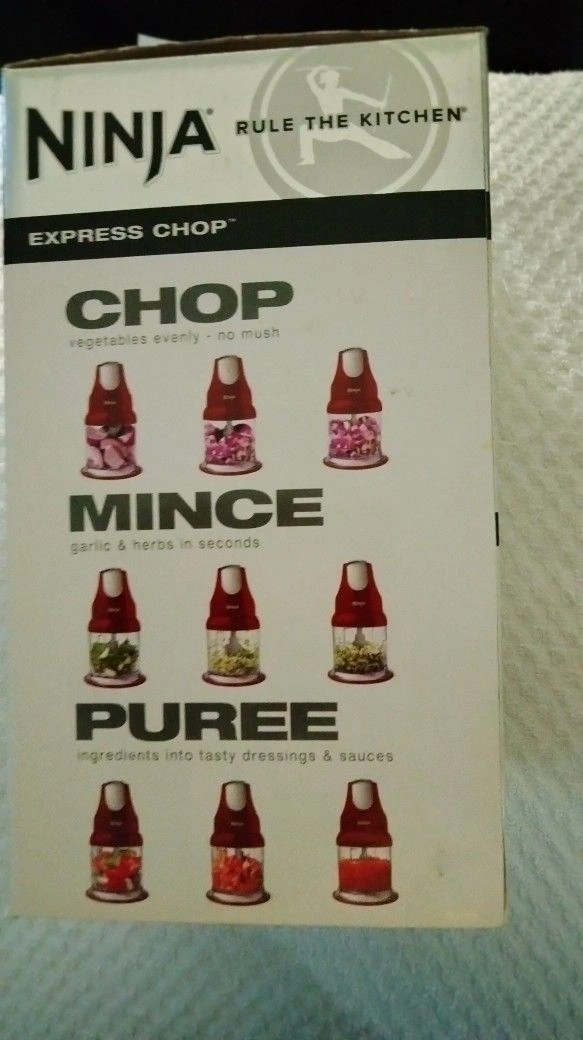 NINJA®
RULE THE KITCHEN®
EXPRESS CHOP™
CHOP
vegetables evenly - no mush
MINCE
garlic & herbs in seconds
PUREE
ingredients into tasty dressings & sauces